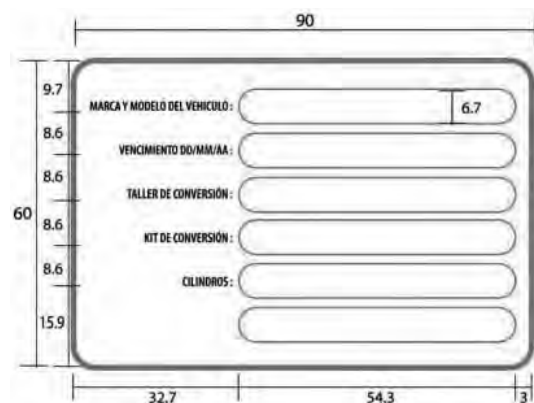 90
9.7
MARCA Y MODELO DEL VEHICULO :
6.7
8.6
VENCIMIENTO DD/MM/AA :
8.6
TALLER DE CONVERSIÓN :
60
8.6
KIT DE CONVERSIÓN :
8.6
CILINDROS :
15.9
32.7
54.3
3